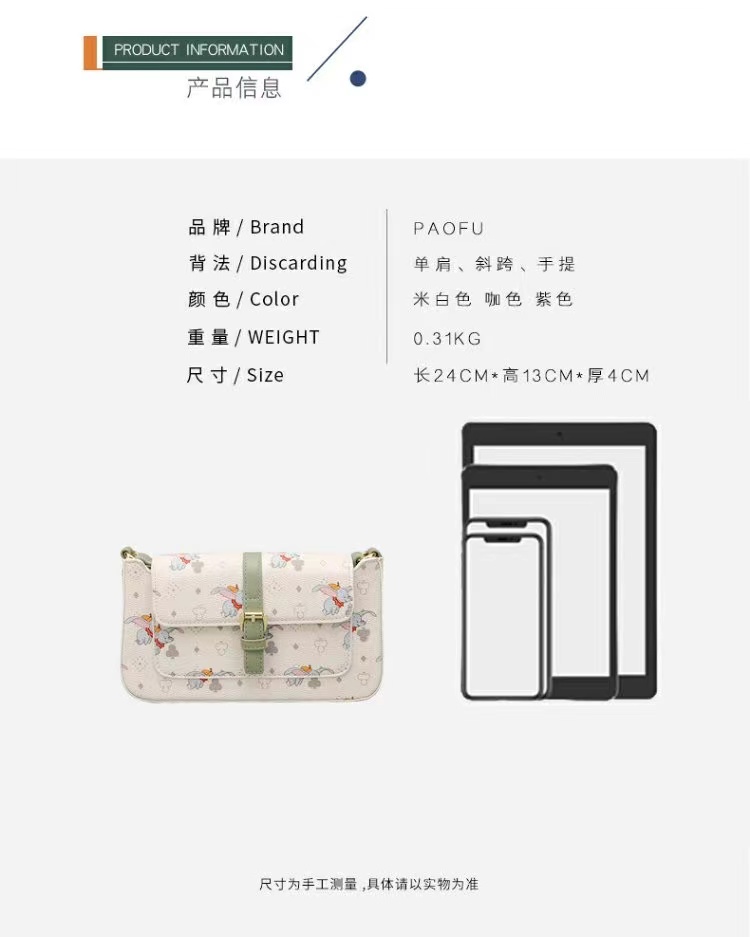 PRODUCT INFORMATION
产品信息
品牌/Brand PAOFU
背法/Discarding 单肩、斜跨、手提
颜色/Color 米白色 咖色 紫色
重量/WEIGHT 0.31KG
尺寸/Size 长24CM*高13CM*厚4CM
尺寸为手工测量,具体请以实物为准